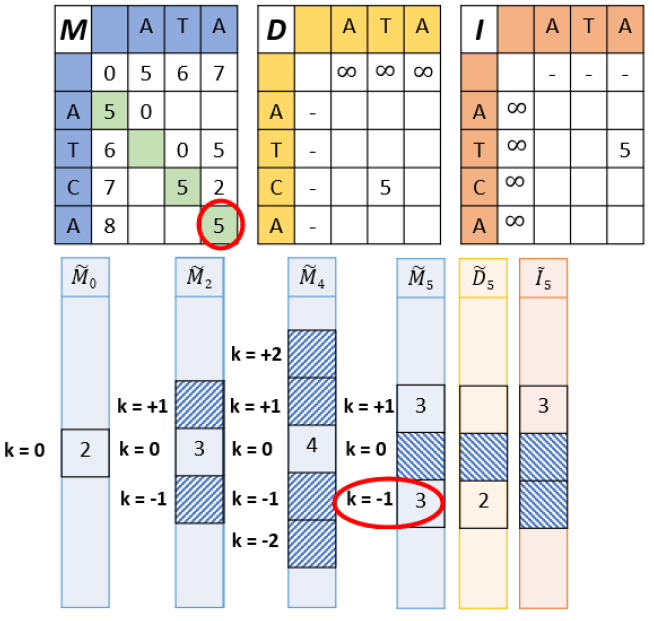 M A T A D A T A I A T A
0 5 6 7 ∞ ∞ ∞ - - -
A 5 0 A - A ∞
T 6 0 5 T - T ∞ 5
C 7 5 2 C - 5 C ∞
A 8 5 A - A ∞
M̃₀ M̃₂ M̃₄ M̃₅ D̃₅ Ĩ₅
k = +2
k = +1 k = +1 k = +1 3 3
k = 0 2 k = 0 3 k = 0 4 k = 0
k = -1 k = -1 k = -1 3 2
k = -2